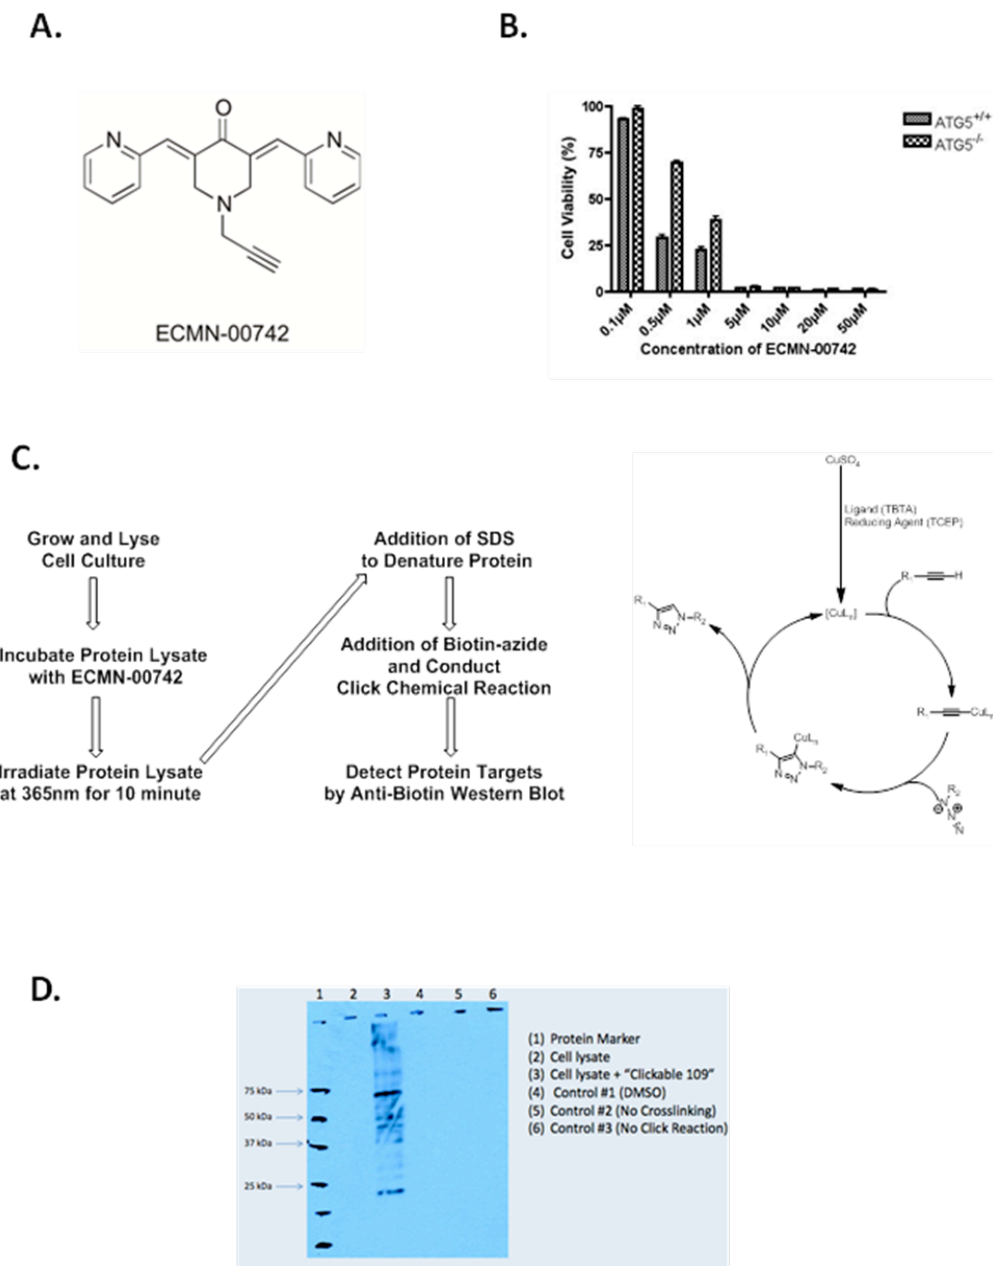 A.
O
N
N
N
ECMN-00742
B.
100
75
50
25
0
Cell Viability (%)
0.1µM
0.5µM
1µM
5µM
10µM
20µM
50µM
Concentration of ECMN-00742
ATG5+/+
ATG5-/-
C.
Grow and Lyse
Cell Culture
Incubate Protein Lysate
with ECMN-00742
Irradiate Protein Lysate
at 365nm for 10 minute
Addition of SDS
to Denature Protein
Addition of Biotin-azide
and Conduct
Click Chemical Reaction
Detect Protein Targets
by Anti-Biotin Western Blot
CuSO4
Ligand (TBTA)
Reducing Agent (TCEP)
R1 H
[CuLn]
R1 CuLn
R2
N
N
N
CuLn
R1
N-R2
N N
R1
N-R2
N N
D.
1 2 3 4 5 6
75 kDa
50 kDa
37 kDa
25 kDa
(1) Protein Marker
(2) Cell lysate
(3) Cell lysate + "Clickable 109"
(4) Control #1 (DMSO)
(5) Control #2 (No Crosslinking)
(6) Control #3 (No Click Reaction)